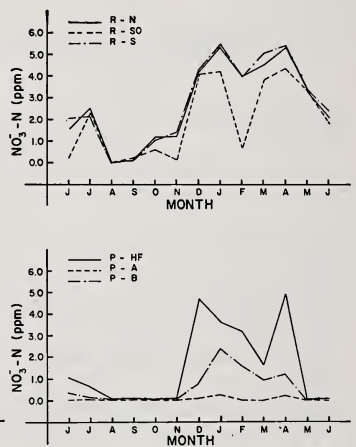 R - N
R - SO
R - S
6.0
5.0
4.0
3.0
2.0
1.0
0.0
NO₃⁻-N (ppm)
J J A S O N D J F M A M J
MONTH
P - HF
P - A
P - B
6.0
5.0
4.0
3.0
2.0
1.0
0.0
NO₃⁻-N (ppm)
J J A S O N D J F M A M J
MONTH